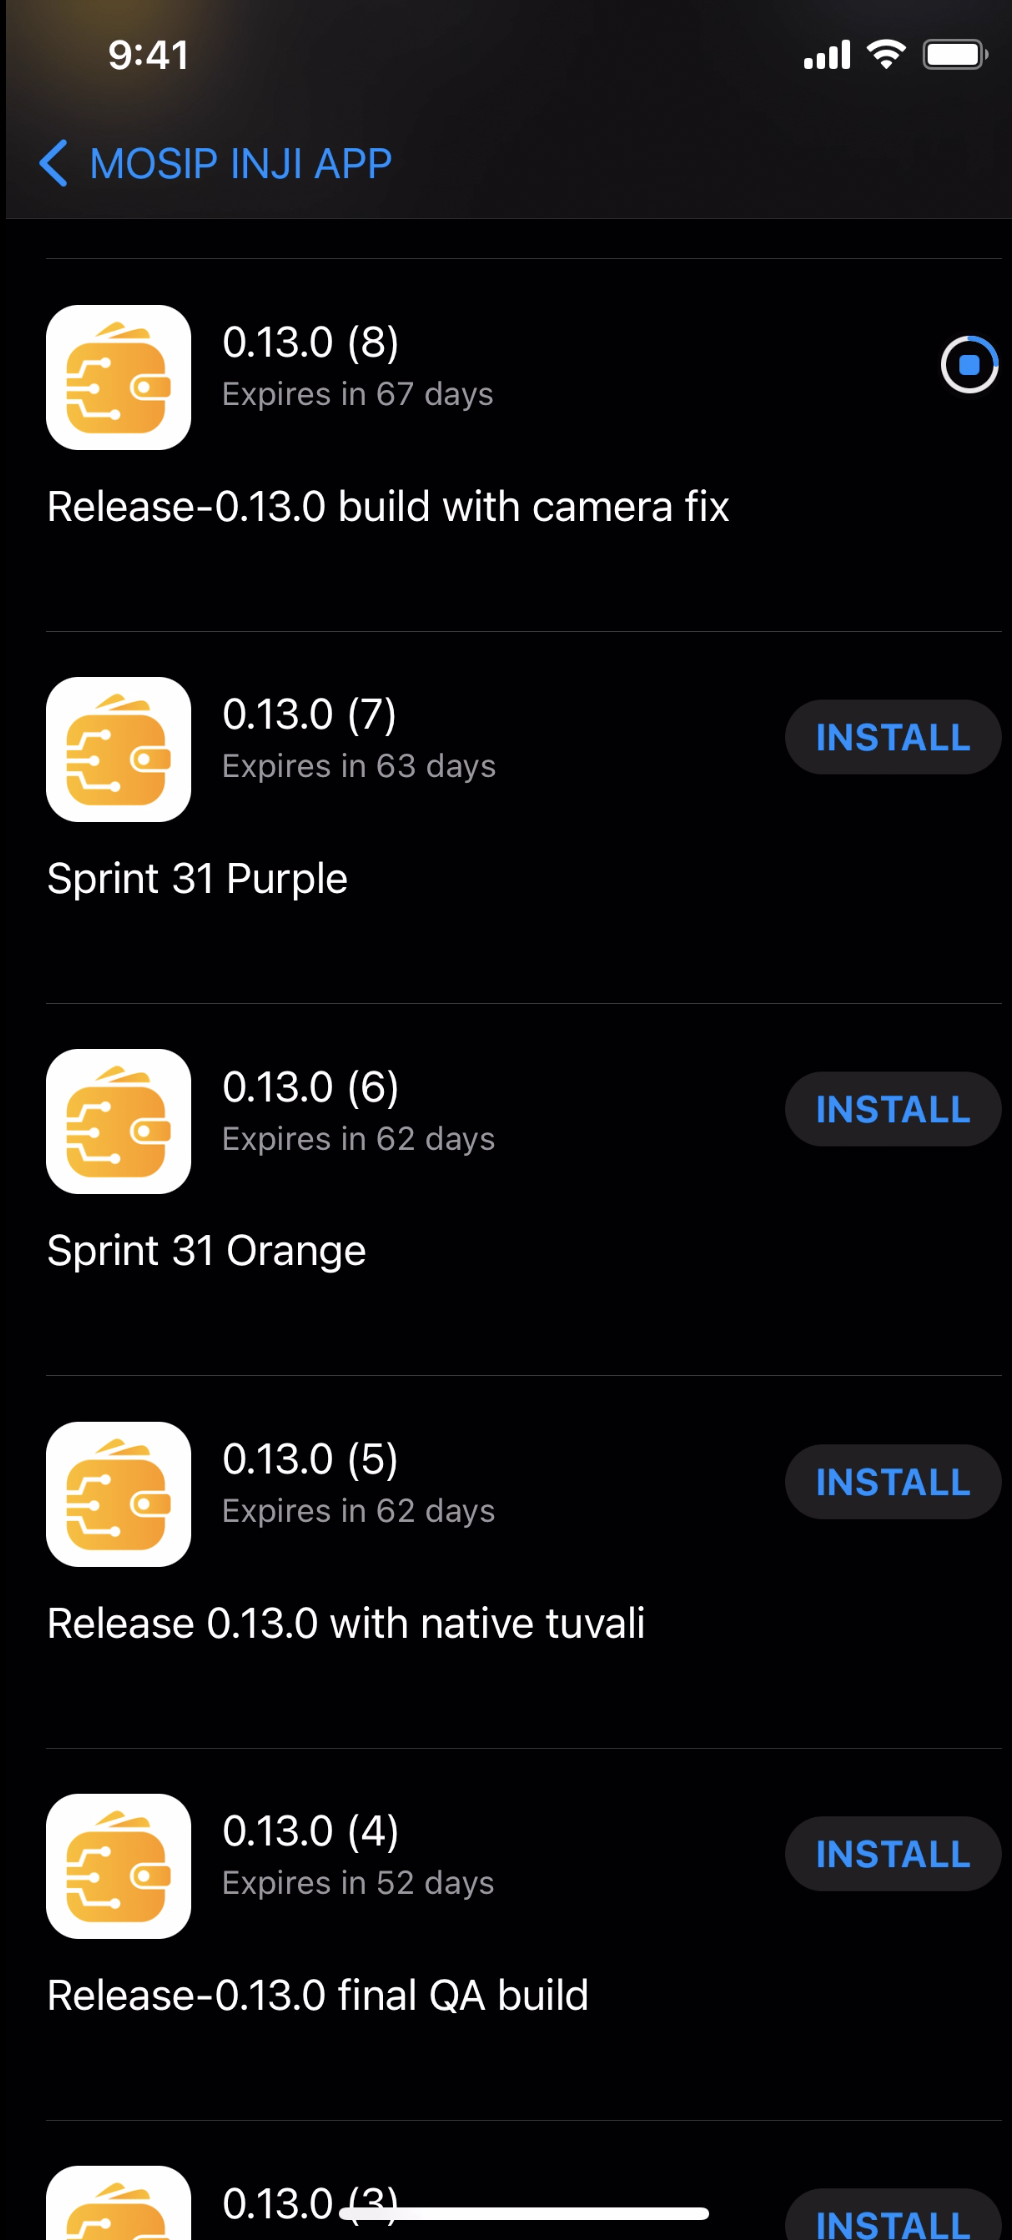 9:41
MOSIP INJI APP
0.13.0 (8)
Expires in 67 days
Release-0.13.0 build with camera fix
0.13.0 (7)
Expires in 63 days
INSTALL
Sprint 31 Purple
0.13.0 (6)
Expires in 62 days
INSTALL
Sprint 31 Orange
0.13.0 (5)
Expires in 62 days
INSTALL
Release 0.13.0 with native tuvali
0.13.0 (4)
Expires in 52 days
INSTALL
Release-0.13.0 final QA build
0.13.0 (3)
INSTALL